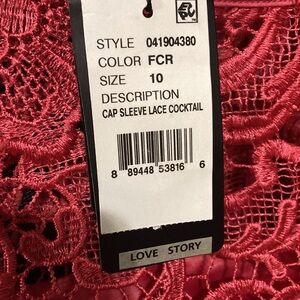 STYLE 041904380
COLOR FCR
SIZE 10
DESCRIPTION
CAP SLEEVE LACE COCKTAIL
8 89448 53816 6
LOVE STORY